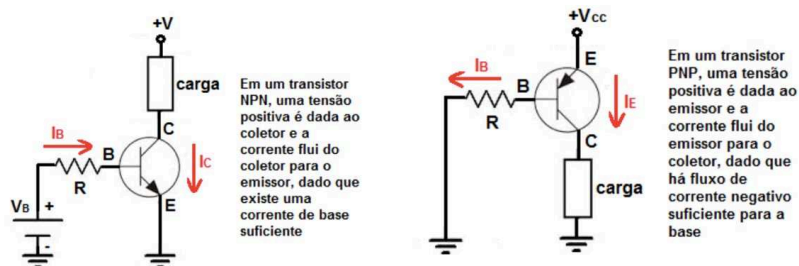 +V
carga
IB
C
B
R
IC
E
VB
+
-
Em um transistor
NPN, uma tensão
positiva é dada ao
coletor e a
corrente flui do
coletor para o
emissor, dado que
existe uma
corrente de base
suficiente
+Vcc
E
IB
B
R
IE
C
carga
Em um transistor
PNP, uma tensão
positiva é dada ao
emissor e a
corrente flui do
emissor para o
coletor, dado que
há fluxo de
corrente negativo
suficiente para a
base